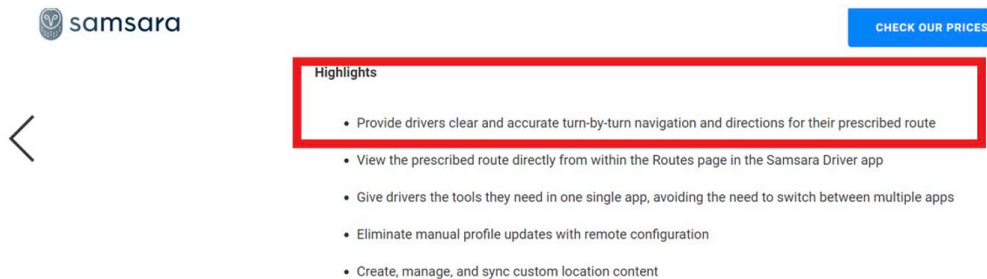 samsara
CHECK OUR PRICES
Highlights
• Provide drivers clear and accurate turn-by-turn navigation and directions for their prescribed route
• View the prescribed route directly from within the Routes page in the Samsara Driver app
• Give drivers the tools they need in one single app, avoiding the need to switch between multiple apps
• Eliminate manual profile updates with remote configuration
• Create, manage, and sync custom location content